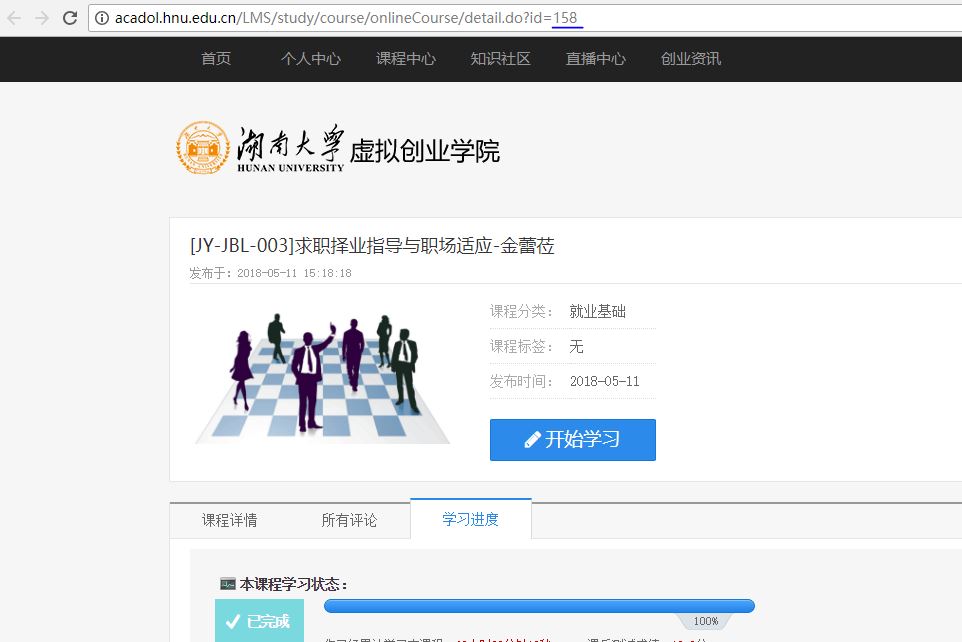 acadol.hnu.edu.cn/LMS/study/course/onlineCourse/detail.do?id=158
首页 个人中心 课程中心 知识社区 直播中心 创业资讯
湖南大学 虚拟创业学院
HUNAN UNIVERSITY
[JY-JBL-003]求职择业指导与职场适应-金蕾莅
发布于：2018-05-11 15:18:18
课程分类： 就业基础
课程标签： 无
发布时间： 2018-05-11
开始学习
课程详情 所有评论 学习进度
本课程学习状态：
已完成
100%